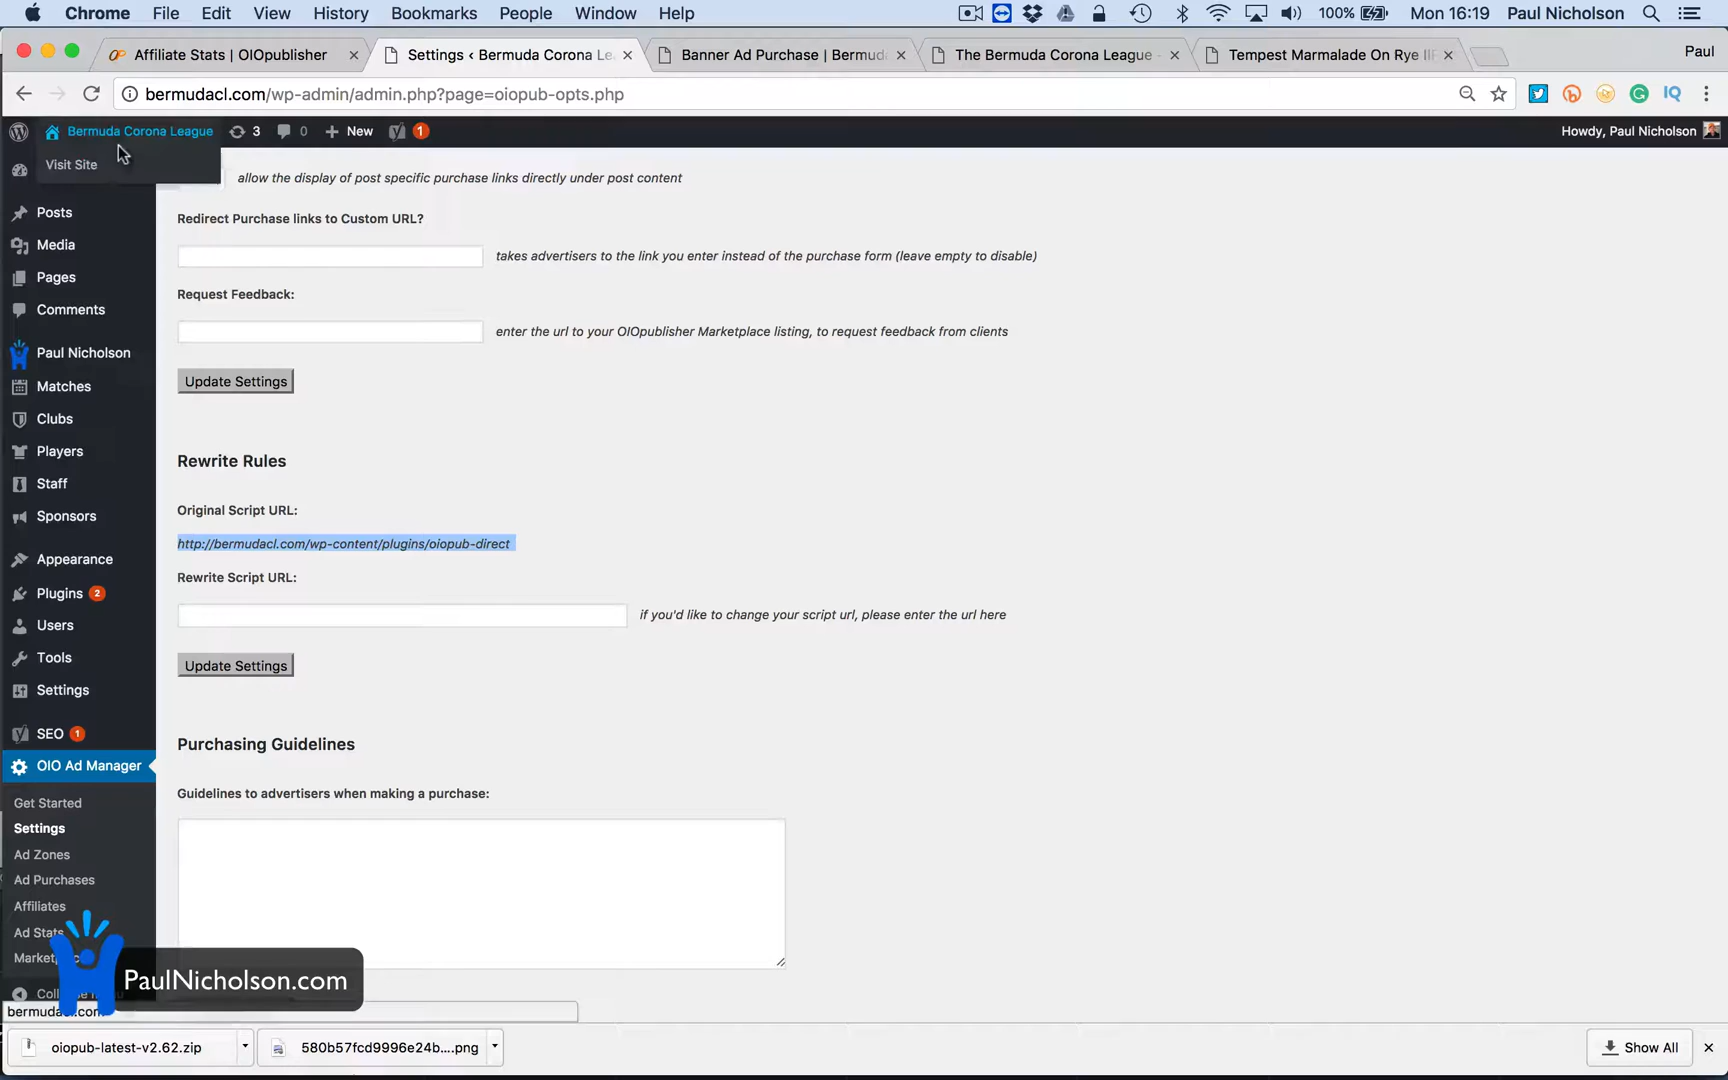 Chrome File Edit View History Bookmarks People Window Help 100% Mon 16:19 Paul Nicholson
Affiliate Stats | OIOpublisher Settings ‹ Bermuda Corona Le Banner Ad Purchase | Bermud The Bermuda Corona League - Tempest Marmalade On Rye IIP Paul
bermudacl.com/wp-admin/admin.php?page=oiopub-opts.php
Bermuda Corona League 3 0 New 1 Howdy, Paul Nicholson
Visit Site
allow the display of post specific purchase links directly under post content
Posts
Media
Pages
Comments
Paul Nicholson
Matches
Clubs
Players
Staff
Sponsors
Appearance
Plugins 2
Users
Tools
Settings
SEO 1
OIO Ad Manager
Get Started
Settings
Ad Zones
Ad Purchases
Affiliates
Ad Stats
Redirect Purchase links to Custom URL?
takes advertisers to the link you enter instead of the purchase form (leave empty to disable)
Request Feedback:
enter the url to your OIOpublisher Marketplace listing, to request feedback from clients
Update Settings
Rewrite Rules
Original Script URL:
http://bermudacl.com/wp-content/plugins/oiopub-direct
Rewrite Script URL:
if you'd like to change your script url, please enter the url here
Update Settings
Purchasing Guidelines
Guidelines to advertisers when making a purchase:
PaulNicholson.com
oiopub-latest-v2.62.zip 580b57fcd9996e24b....png Show All